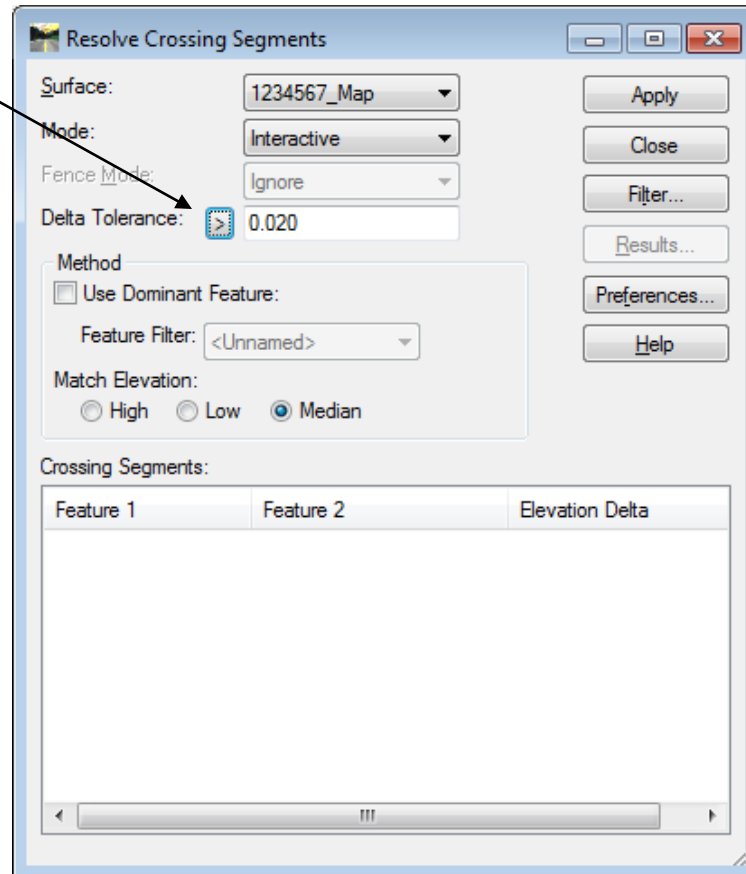 Resolve Crossing Segments
Surface: 1234567_Map Apply
Mode: Interactive Close
Fence Mode: Ignore Filter...
Delta Tolerance: > 0.020 Results...
Method
Use Dominant Feature: Preferences...
Feature Filter: <Unnamed> Help
Match Elevation:
High Low Median
Crossing Segments:
Feature 1 Feature 2 Elevation Delta